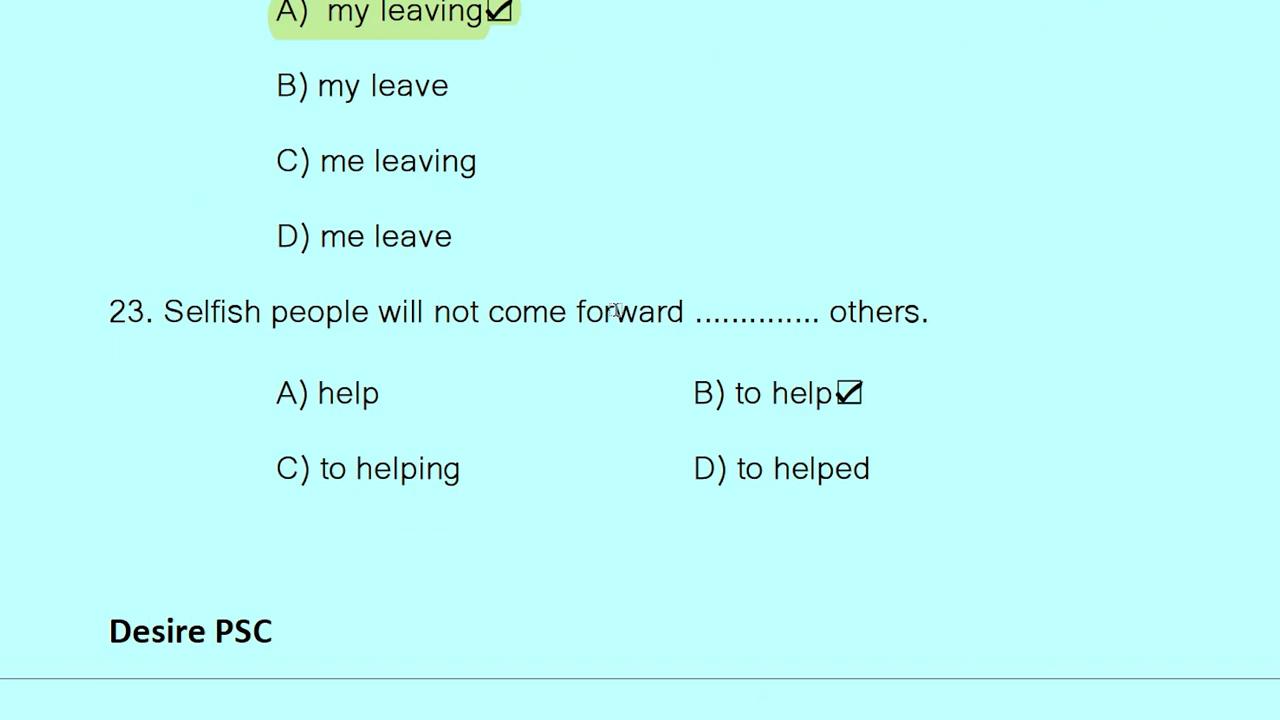 A) my leaving☑
B) my leave
C) me leaving
D) me leave
23. Selfish people will not come forward .............. others.
A) help B) to help☑
C) to helping D) to helped
Desire PSC